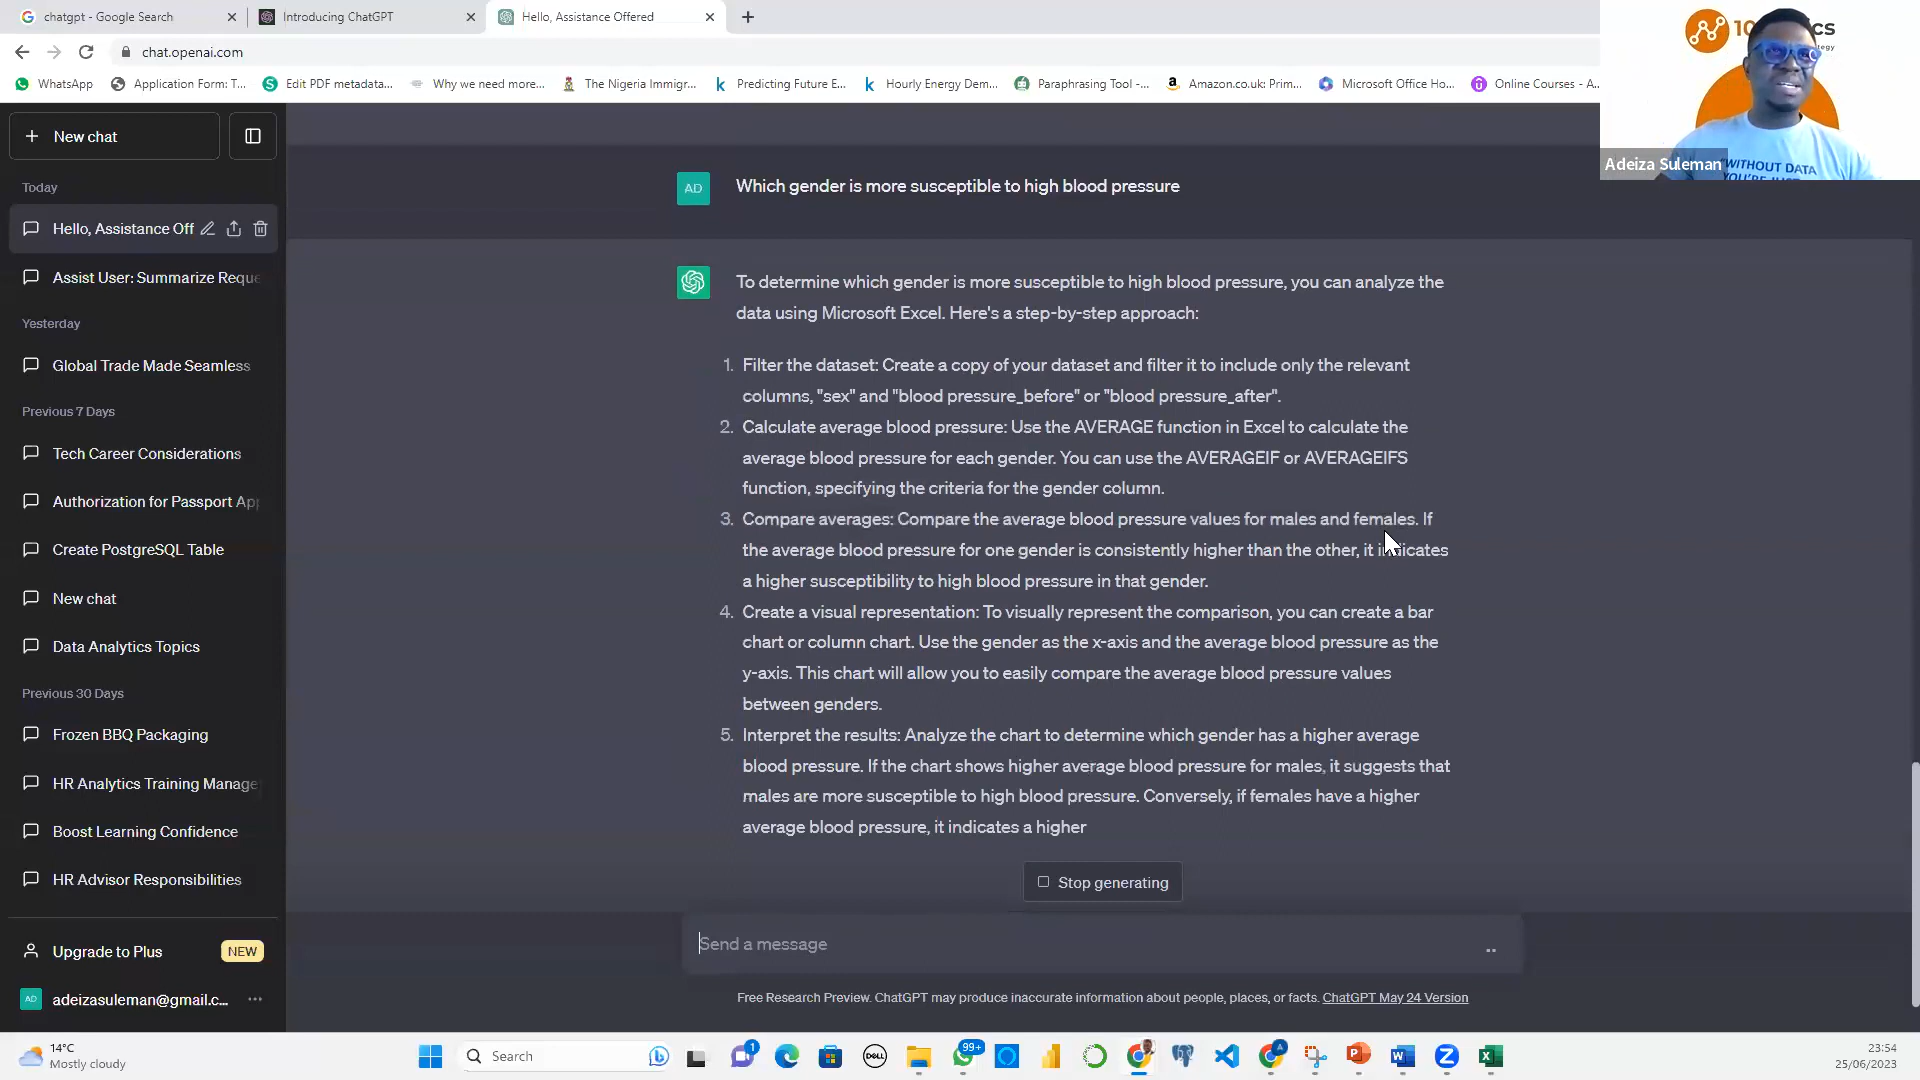 chatgpt - Google Search
Introducing ChatGPT
Hello, Assistance Offered
chat.openai.com
WhatsApp
Application Form: T...
Edit PDF metadata...
Why we need more...
The Nigeria Immigr...
Predicting Future E...
Hourly Energy Dem...
Paraphrasing Tool -...
Amazon.co.uk: Prim...
Microsoft Office Ho...
Online Courses - A...
Adeiza Suleman
"WITHOUT DATA
YOU'RE JUST
New chat
Today
Hello, Assistance Off
Assist User: Summarize Reque
Yesterday
Global Trade Made Seamless
Previous 7 Days
Tech Career Considerations
Authorization for Passport App
Create PostgreSQL Table
New chat
Data Analytics Topics
Previous 30 Days
Frozen BBQ Packaging
HR Analytics Training Manage
Boost Learning Confidence
HR Advisor Responsibilities
Upgrade to Plus NEW
AD adeizasuleman@gmail.c... ...
AD Which gender is more susceptible to high blood pressure
To determine which gender is more susceptible to high blood pressure, you can analyze the
data using Microsoft Excel. Here's a step-by-step approach:
1. Filter the dataset: Create a copy of your dataset and filter it to include only the relevant
columns, "sex" and "blood pressure_before" or "blood pressure_after".
2. Calculate average blood pressure: Use the AVERAGE function in Excel to calculate the
average blood pressure for each gender. You can use the AVERAGEIF or AVERAGEIFS
function, specifying the criteria for the gender column.
3. Compare averages: Compare the average blood pressure values for males and females. If
the average blood pressure for one gender is consistently higher than the other, it indicates
a higher susceptibility to high blood pressure in that gender.
4. Create a visual representation: To visually represent the comparison, you can create a bar
chart or column chart. Use the gender as the x-axis and the average blood pressure as the
y-axis. This chart will allow you to easily compare the average blood pressure values
between genders.
5. Interpret the results: Analyze the chart to determine which gender has a higher average
blood pressure. If the chart shows higher average blood pressure for males, it suggests that
males are more susceptible to high blood pressure. Conversely, if females have a higher
average blood pressure, it indicates a higher
Stop generating
Send a message
Free Research Preview. ChatGPT may produce inaccurate information about people, places, or facts. ChatGPT May 24 Version
14°C
Mostly cloudy
Search
1
DELL
99+
23:54
25/06/2023